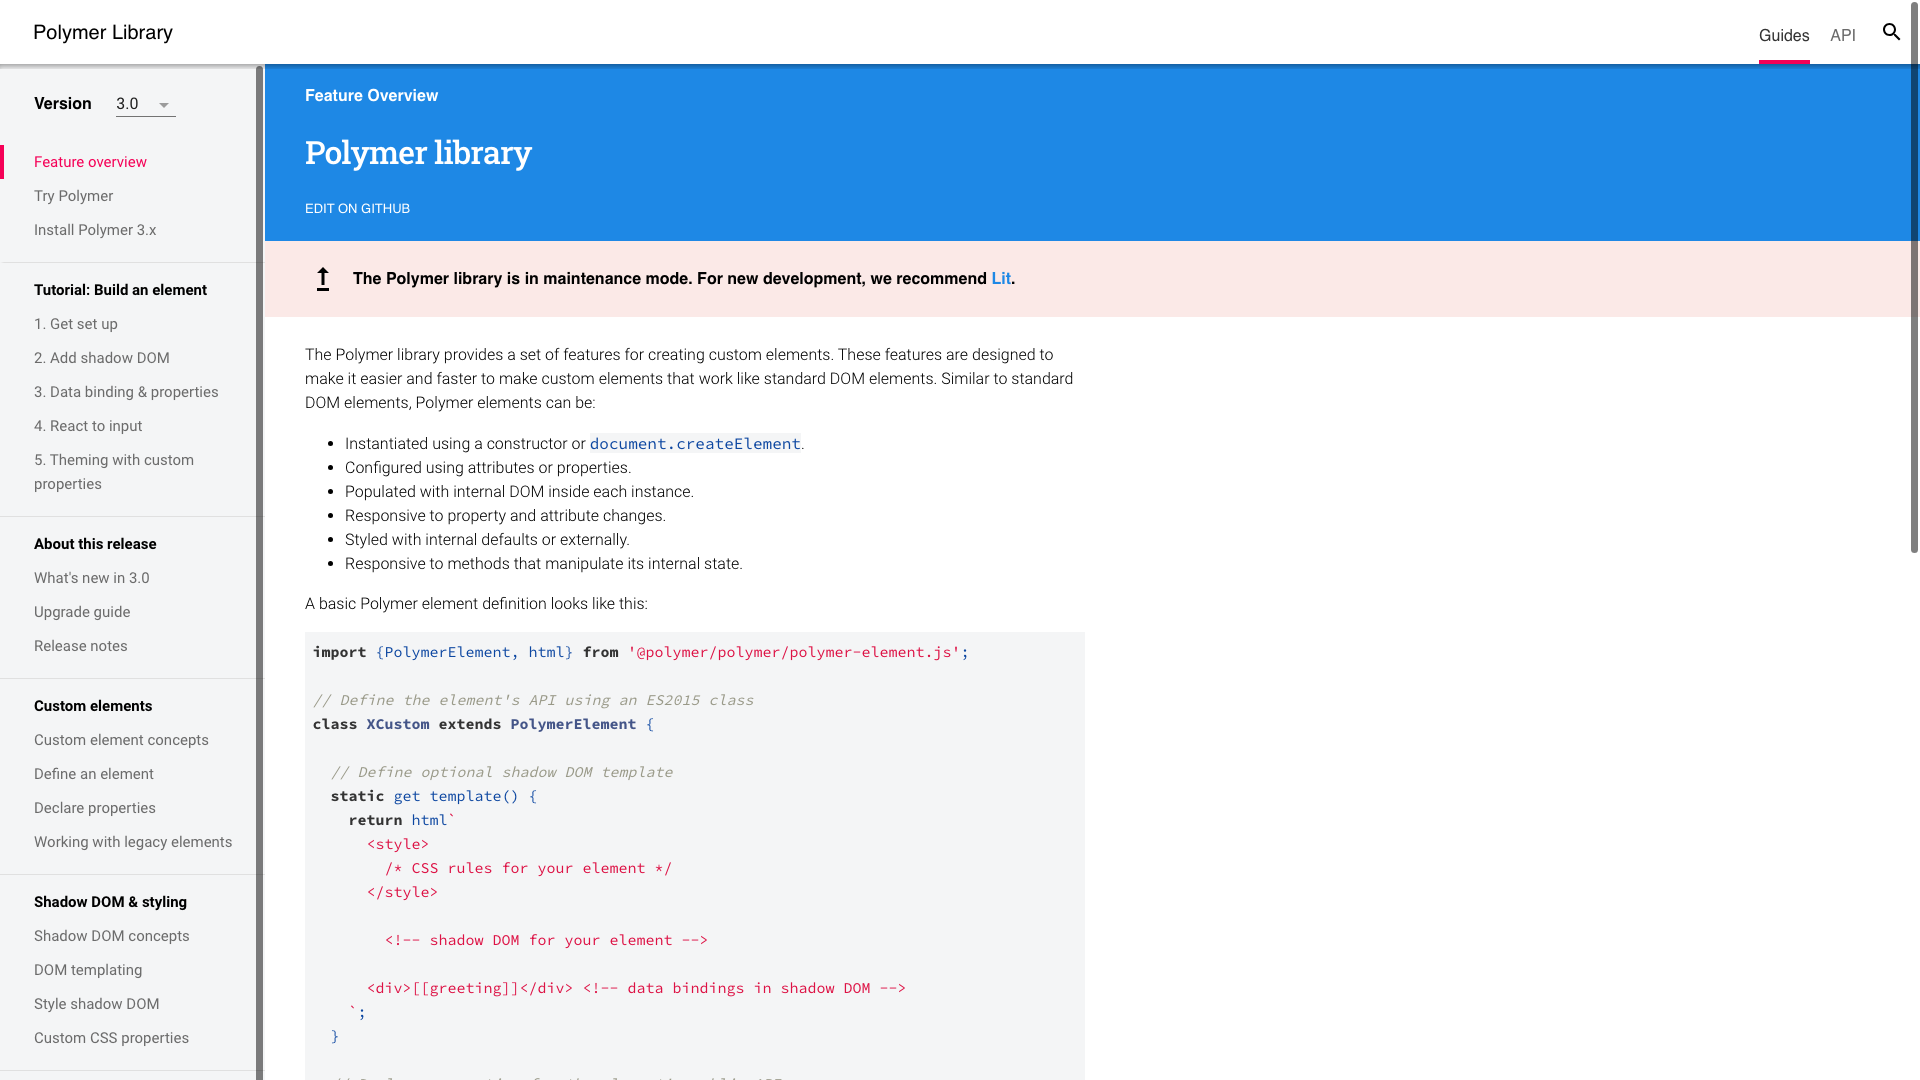 Polymer Library
Guides
API
Version
3.0
Feature overview
Try Polymer
Install Polymer 3.x
Tutorial: Build an element
1. Get set up
2. Add shadow DOM
3. Data binding & properties
4. React to input
5. Theming with custom
properties
About this release
What's new in 3.0
Upgrade guide
Release notes
Custom elements
Custom element concepts
Define an element
Declare properties
Working with legacy elements
Shadow DOM & styling
Shadow DOM concepts
DOM templating
Style shadow DOM
Custom CSS properties
Feature Overview
Polymer library
EDIT ON GITHUB
The Polymer library is in maintenance mode. For new development, we recommend Lit.
The Polymer library provides a set of features for creating custom elements. These features are designed to
make it easier and faster to make custom elements that work like standard DOM elements. Similar to standard
DOM elements, Polymer elements can be:
• Instantiated using a constructor or document.createElement.
• Configured using attributes or properties.
• Populated with internal DOM inside each instance.
• Responsive to property and attribute changes.
• Styled with internal defaults or externally.
• Responsive to methods that manipulate its internal state.
A basic Polymer element definition looks like this:
import {PolymerElement, html} from '@polymer/polymer/polymer-element.js';
// Define the element's API using an ES2015 class
class XCustom extends PolymerElement {
// Define optional shadow DOM template
static get template() {
return html`
<style>
/* CSS rules for your element */
</style>
<!-- shadow DOM for your element -->
<div>[[greeting]]</div> <!-- data bindings in shadow DOM -->
`;
}